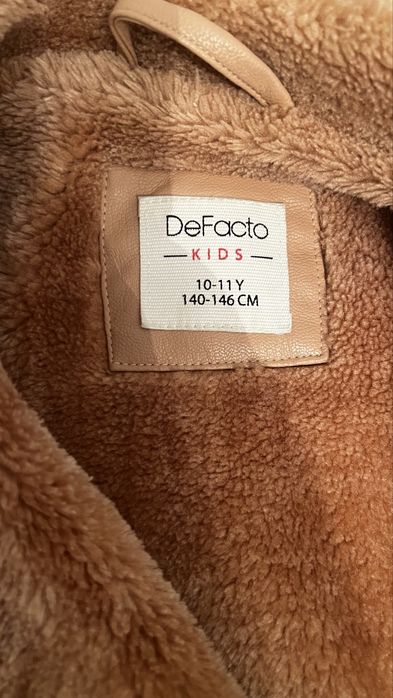 DeFacto
KIDS
10-11 Y
140-146 CM